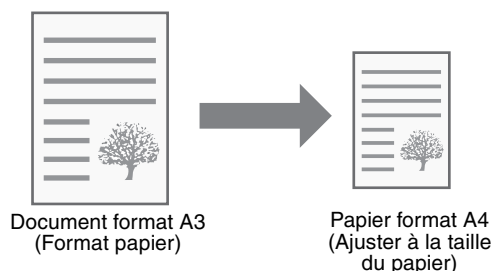 Document format A3
(Format papier)
Papier format A4
(Ajuster à la taille
du papier)